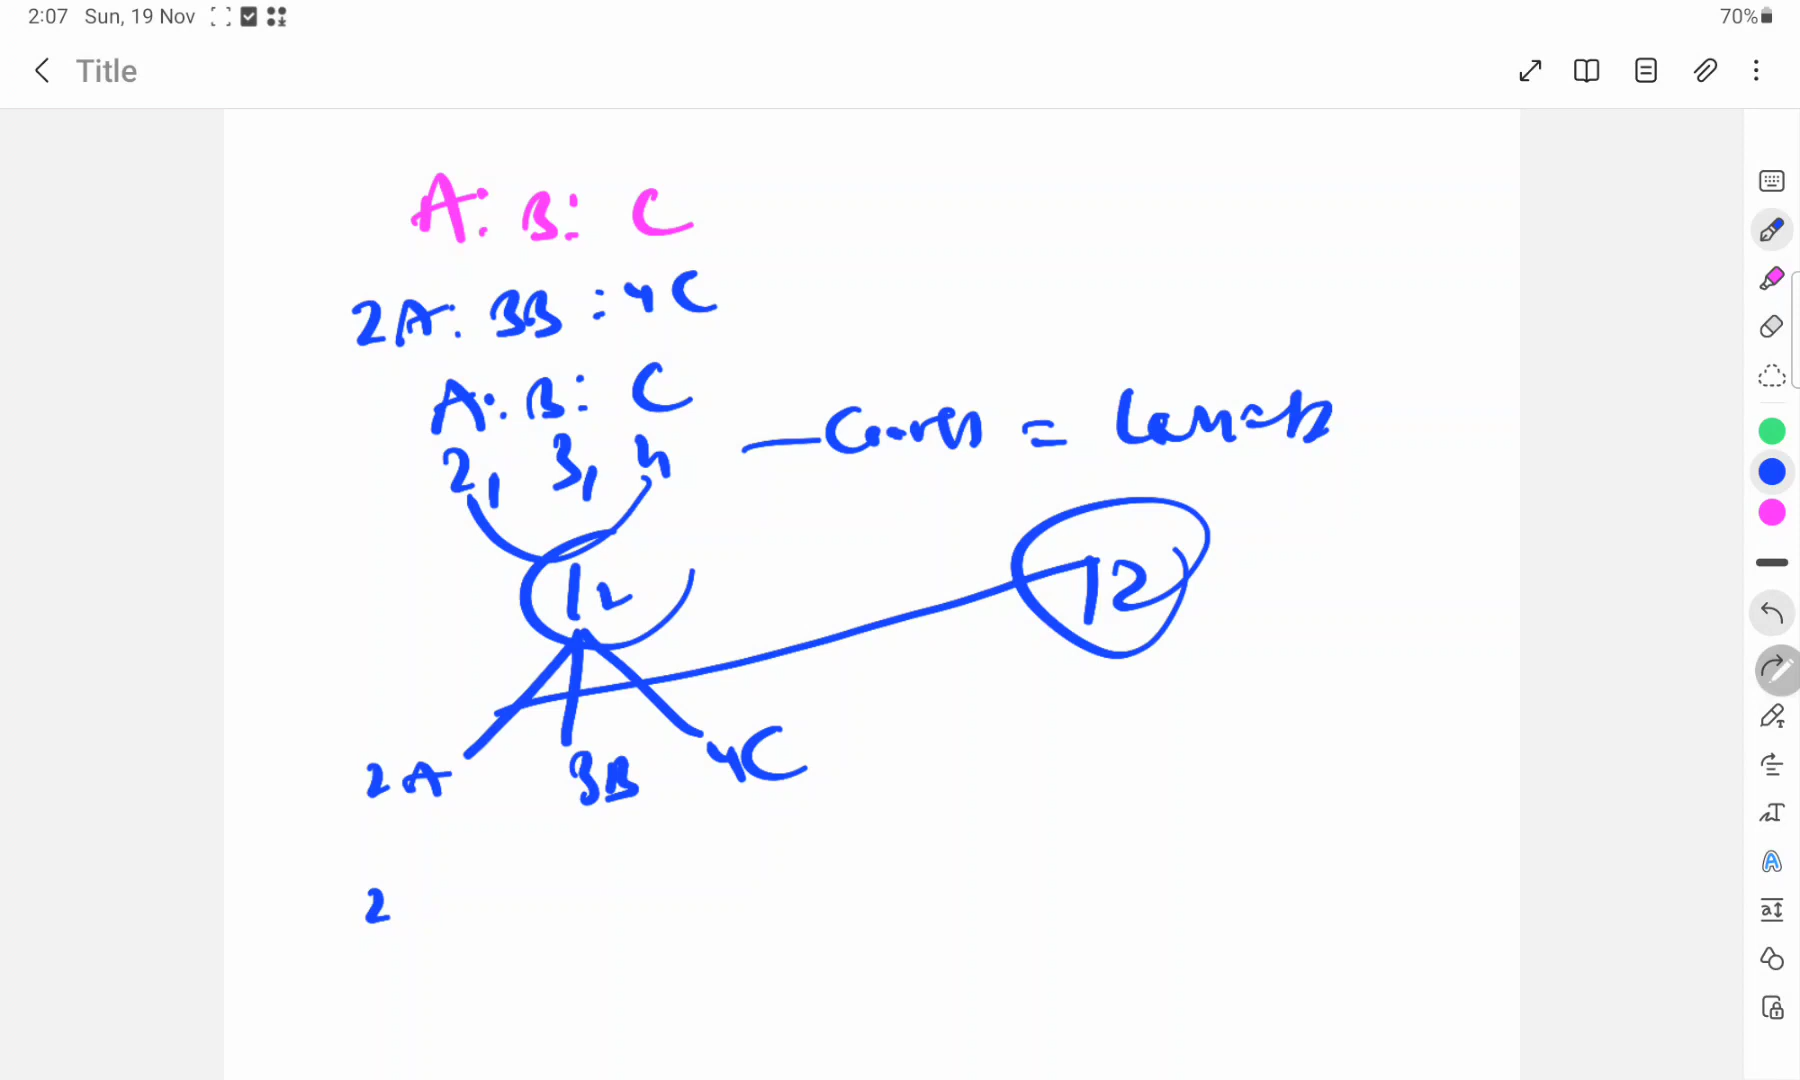 2:07 Sun, 19 Nov 70%
Title
A: B: C
2A: 3B : 4C
A: B: C
2, 3, 4
=
12 12
2A 3B 4C
2